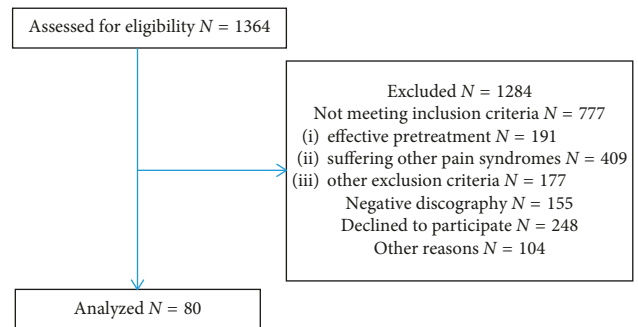 Assessed for eligibility N = 1364
Excluded N = 1284
Not meeting inclusion criteria N = 777
(i) effective pretreatment N = 191
(ii) suffering other pain syndromes N = 409
(iii) other exclusion criteria N = 177
Negative discography N = 155
Declined to participate N = 248
Other reasons N = 104
Analyzed N = 80